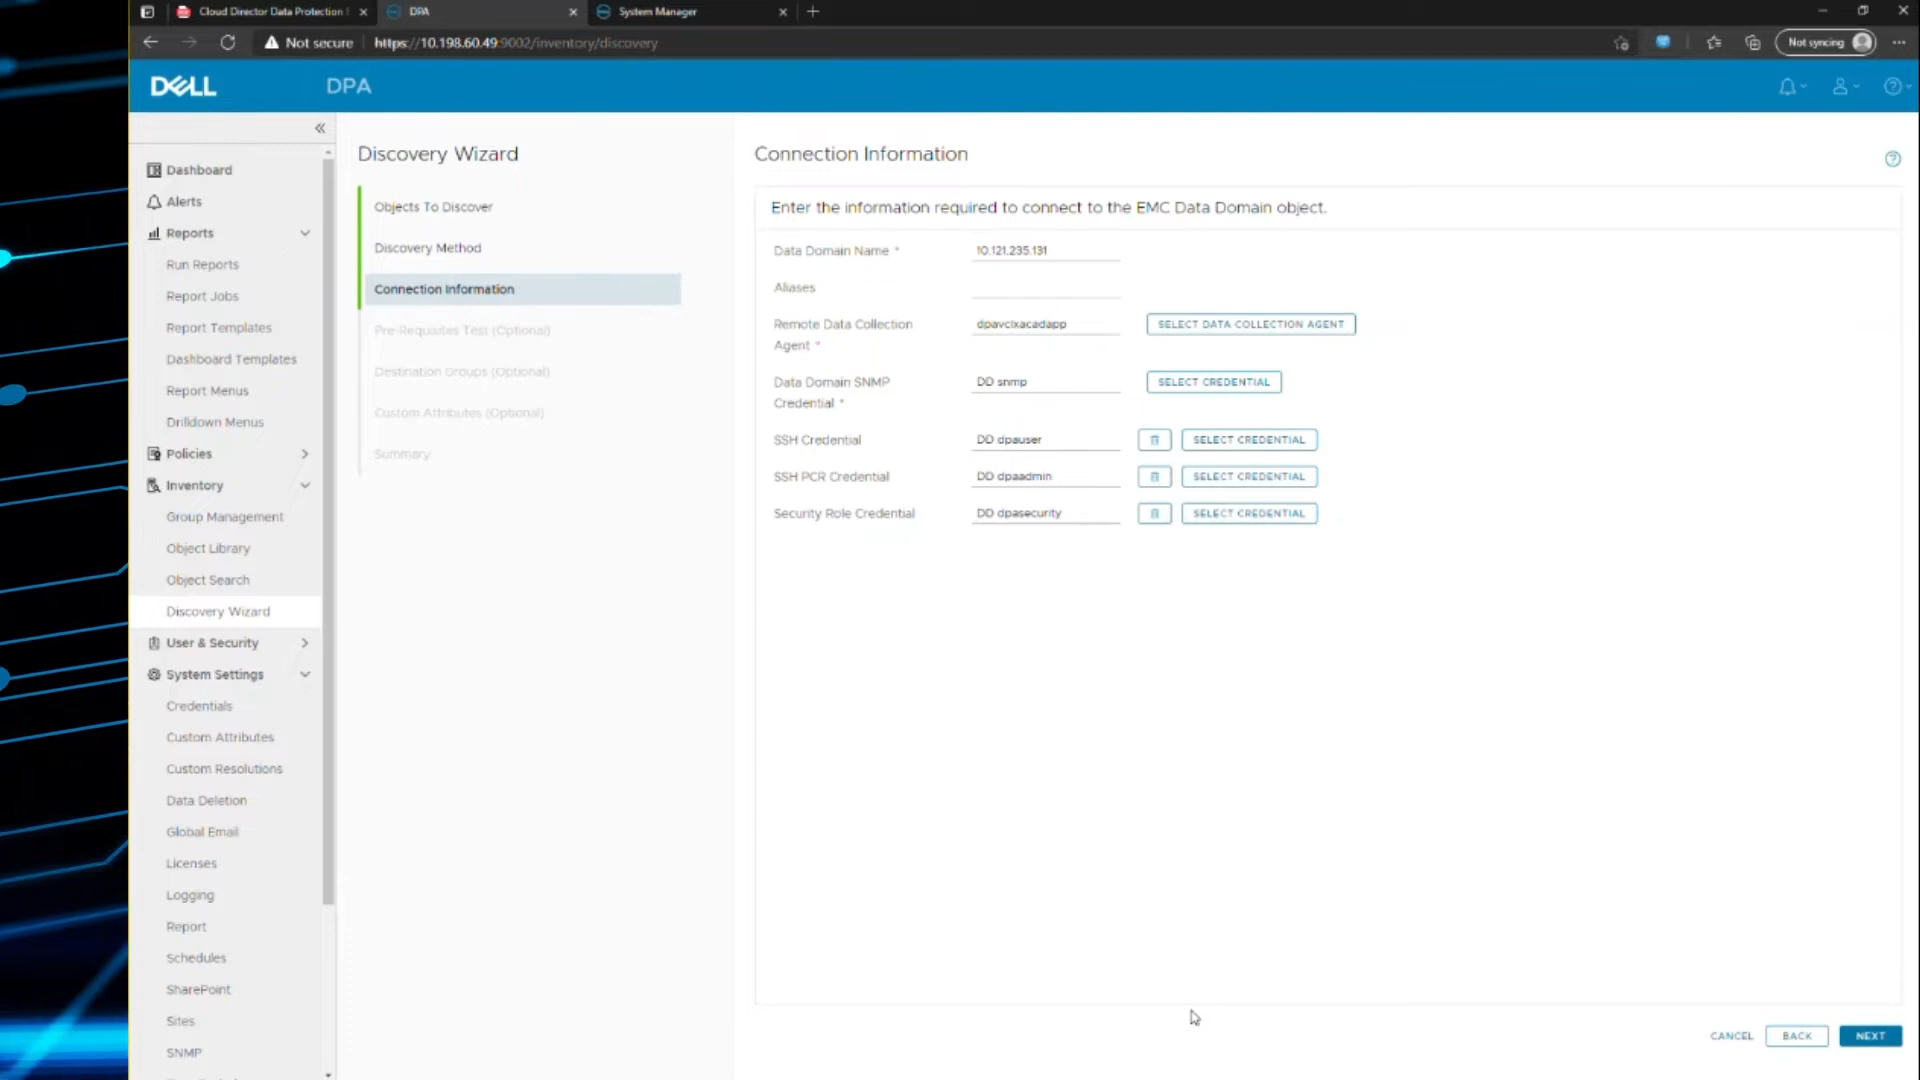 Cloud Director Data Protection
DPA
System Manager
Not secure
https://10.198.60.49:9002/inventory/discovery
Not syncing
DELL
DPA
Dashboard
Alerts
Reports
Run Reports
Report Jobs
Report Templates
Dashboard Templates
Report Menus
Drilldown Menus
Policies
Inventory
Group Management
Object Library
Object Search
Discovery Wizard
User & Security
System Settings
Credentials
Custom Attributes
Custom Resolutions
Data Deletion
Global Email
Licenses
Logging
Report
Schedules
SharePoint
Sites
SNMP
Discovery Wizard
Objects To Discover
Discovery Method
Connection Information
Pre-Requisites Test (Optional)
Destination Groups (Optional)
Custom Attributes (Optional)
Summary
Connection Information
Enter the information required to connect to the EMC Data Domain object.
Data Domain Name * 10.121.235.131
Aliases
Remote Data Collection
Agent * dpavclxacadapp SELECT DATA COLLECTION AGENT
Data Domain SNMP
Credential * DD snmp SELECT CREDENTIAL
SSH Credential DD dpauser SELECT CREDENTIAL
SSH PCR Credential DD dpaadmin SELECT CREDENTIAL
Security Role Credential DD dpasecurity SELECT CREDENTIAL
CANCEL BACK NEXT